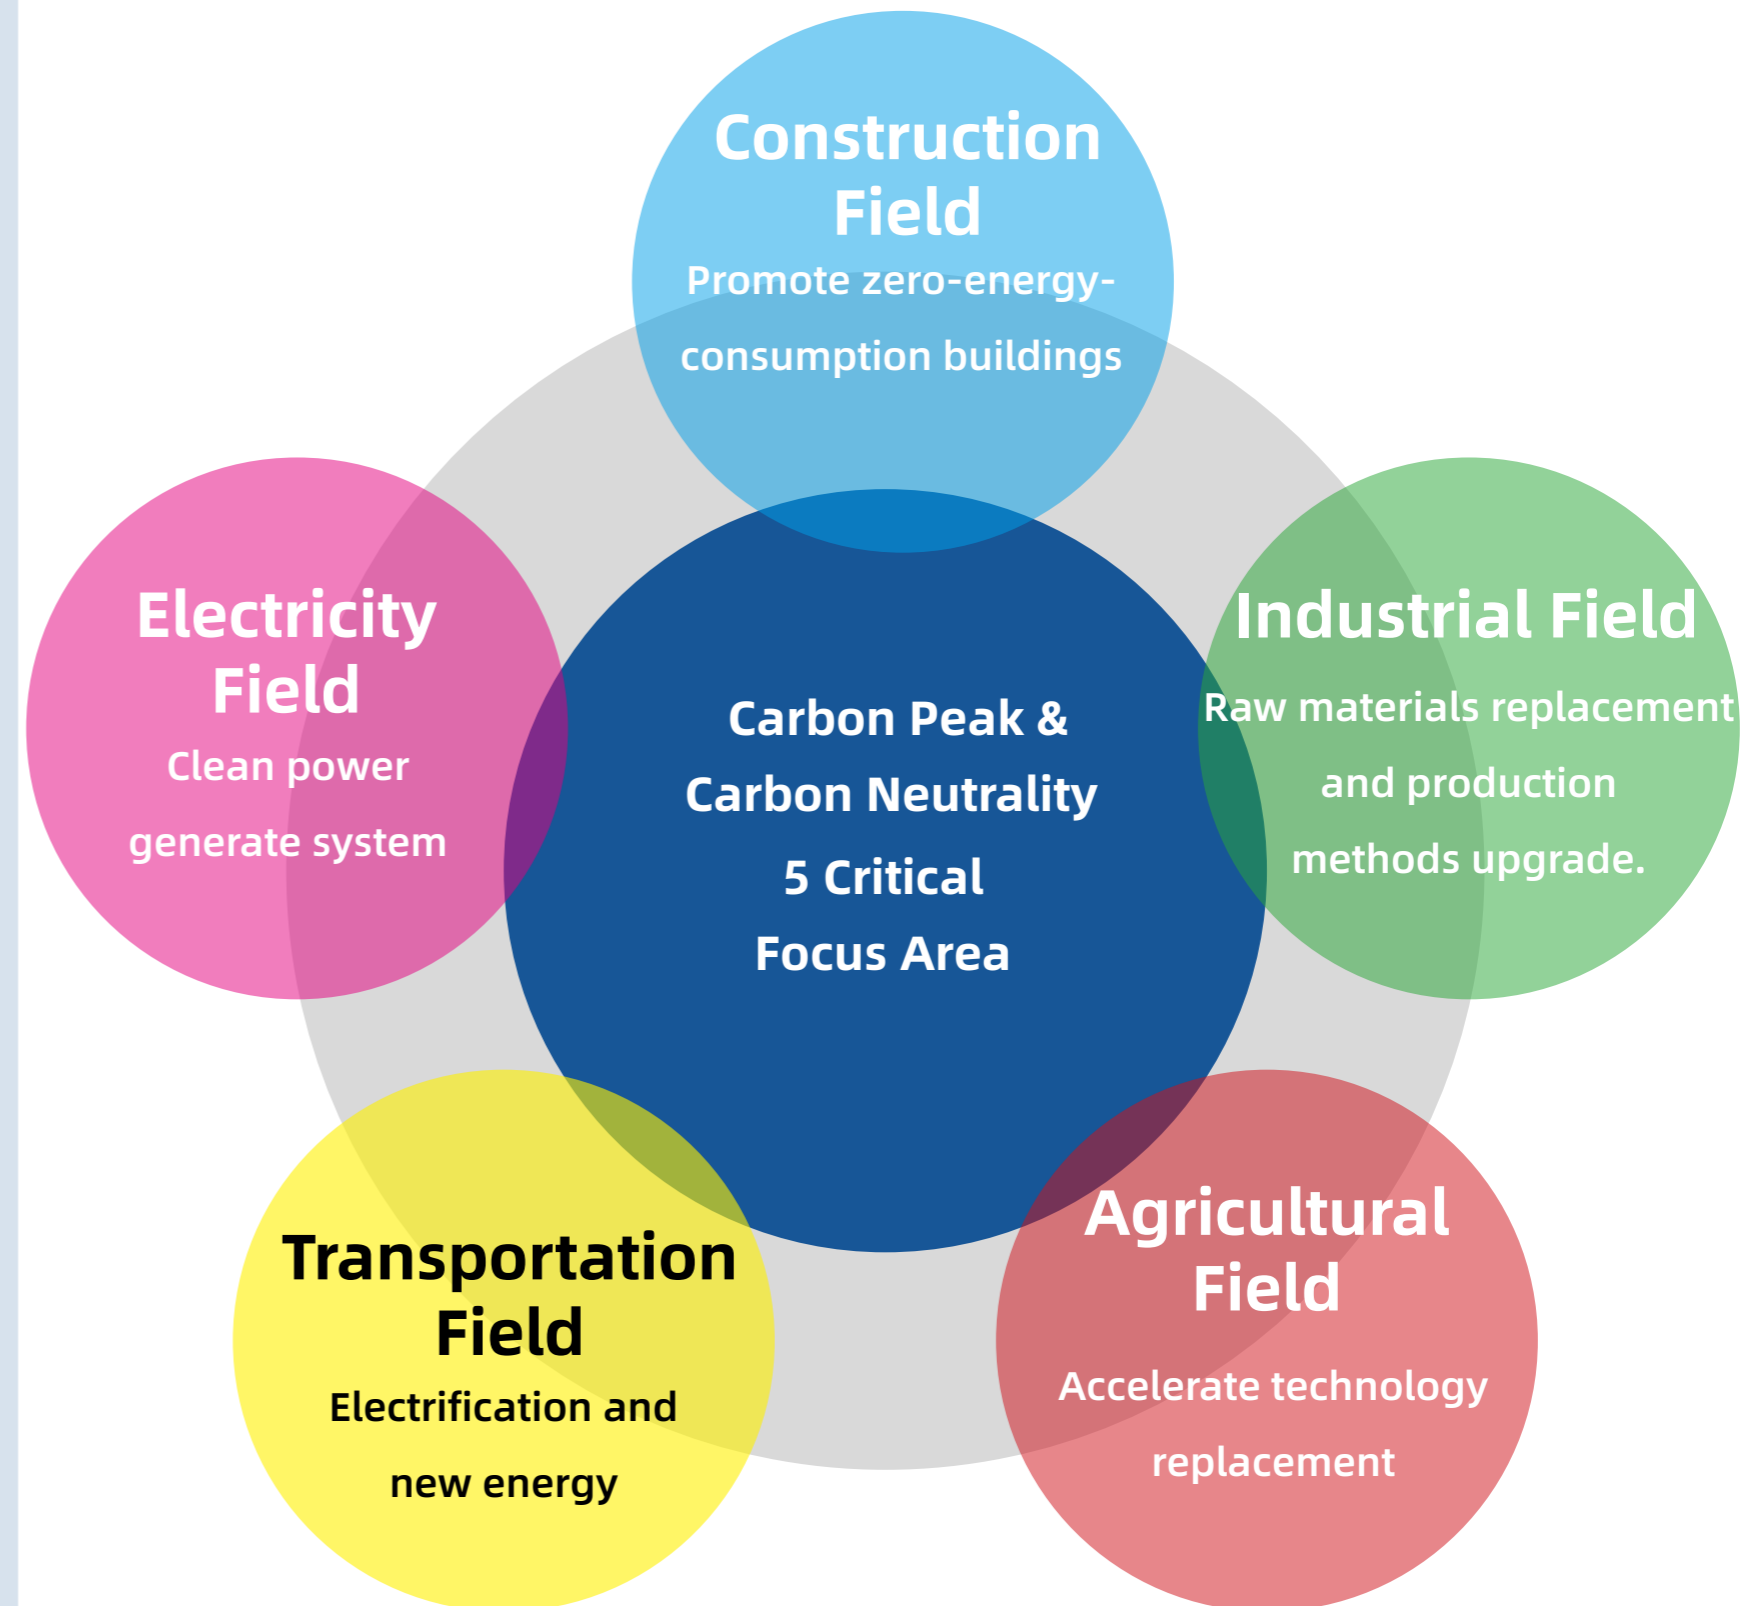 Construction
Field
Promote zero-energy-
consumption buildings
Electricity
Field
Clean power
generate system
Carbon Peak &
Carbon Neutrality
5 Critical
Focus Area
Industrial Field
Raw materials replacement
and production
methods upgrade.
Transportation
Field
Electrification and
new energy
Agricultural
Field
Accelerate technology
replacement